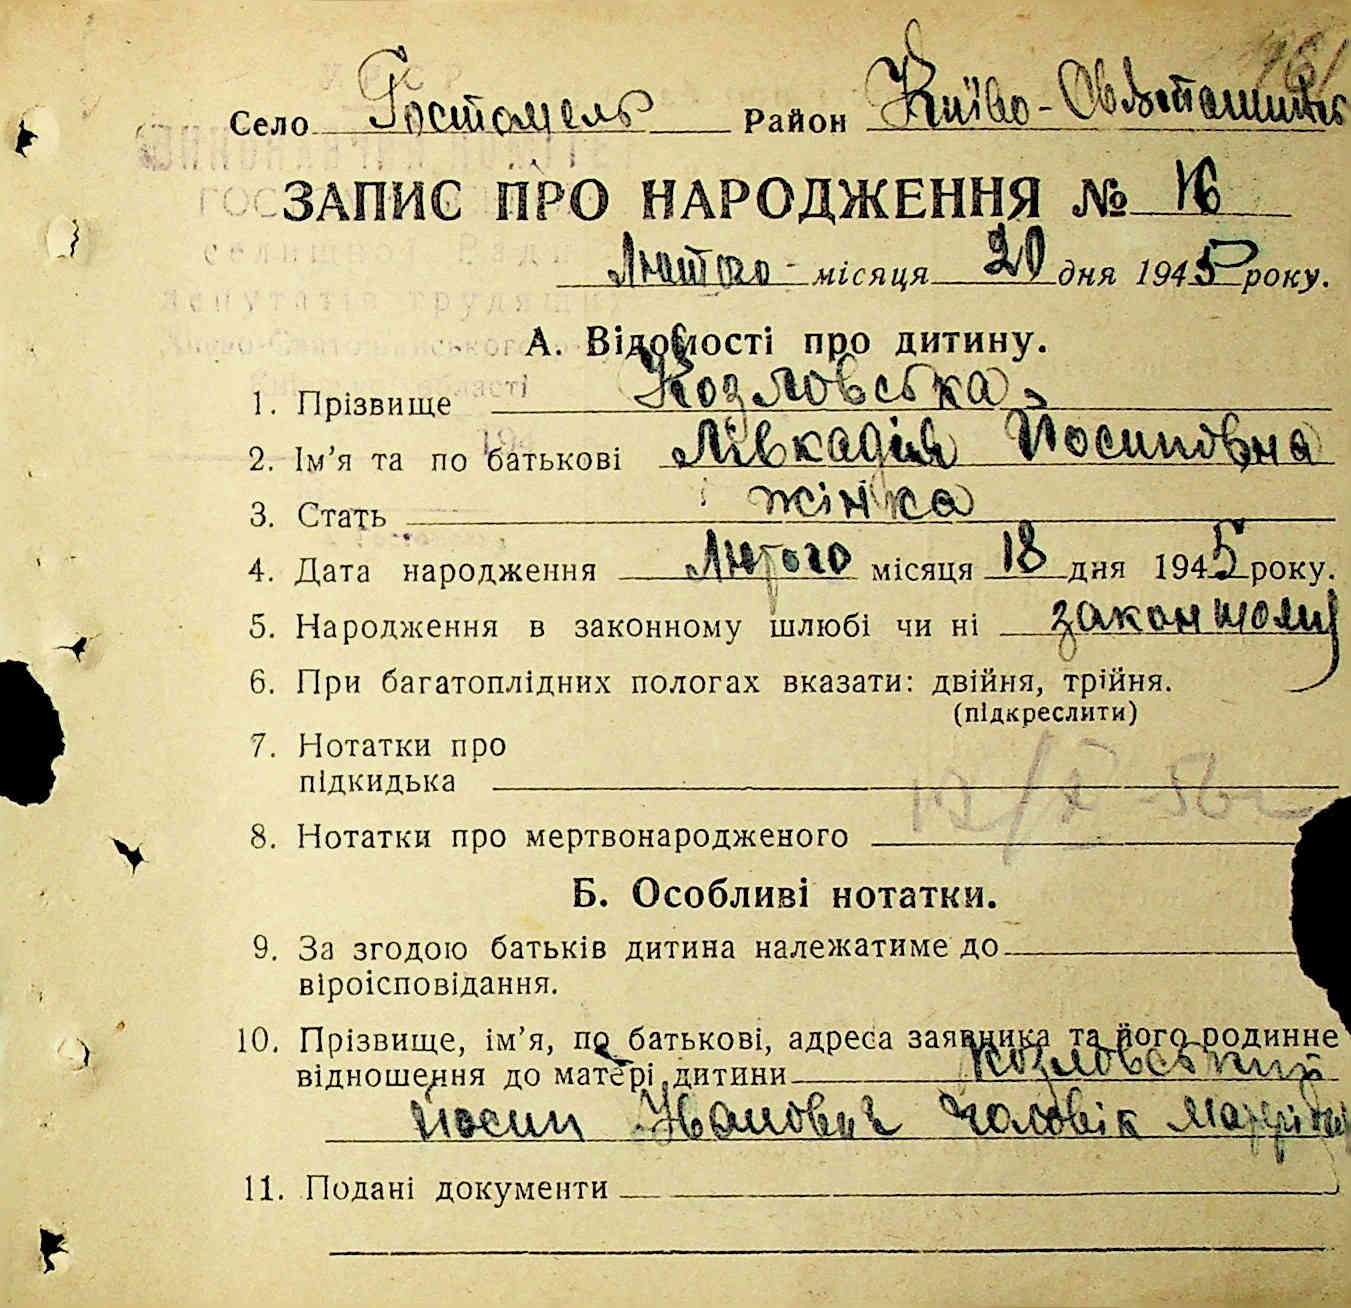 Село Гостомель Район Києво-Святошинськ
ЗАПИС ПРО НАРОДЖЕННЯ № 16
Лютого місяця 20 дня 1945 року.
А. Відомості про дитину.
1. Прізвище Козловська
2. Ім'я та по батькові Лівкадія Йосиповна
3. Стать жінка
4. Дата народження Лютого місяця 18 дня 1945 року.
5. Народження в законному шлюбі чи ні законному
6. При багатоплідних пологах вказати: двійня, трійня.
(підкреслити)
7. Нотатки про
підкидька
8. Нотатки про мертвонародженого
Б. Особливі нотатки.
9. За згодою батьків дитина належатиме до
віроісповідання.
10. Прізвище, ім'я, по батькові, адреса заявника та його родинне
відношення до матері дитини Козловський
Йосип Иванович чоловік
11. Подані документи